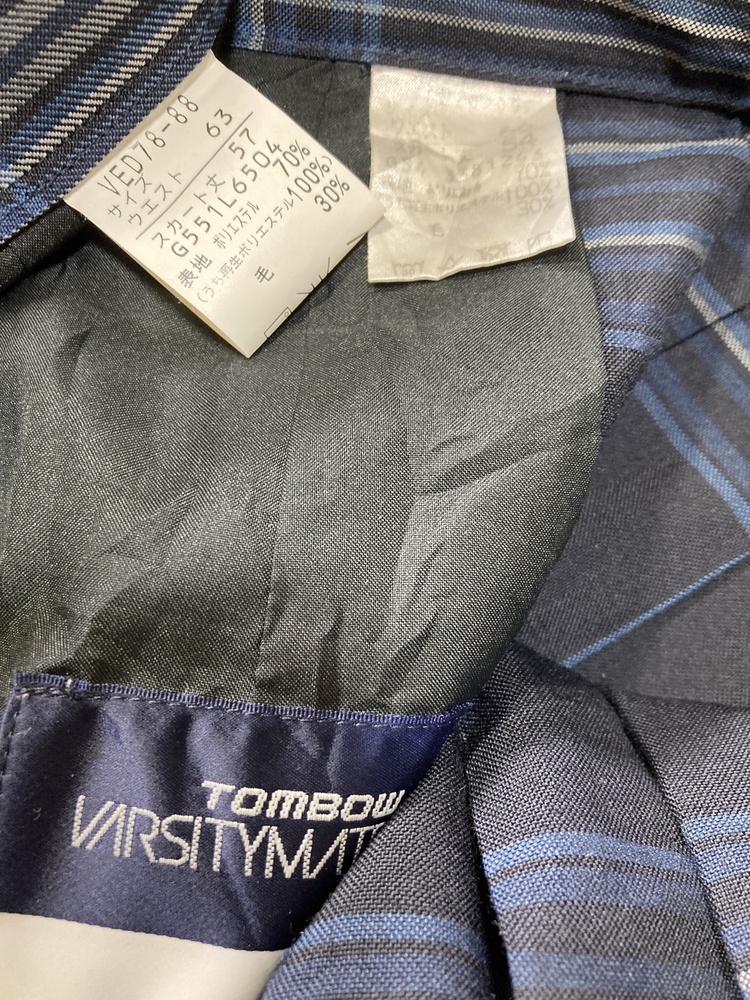 VED78-88
サイズ
ウエスト 63
スカート丈 57
G551L6504
表地 ポリエステル 70%
(うち再生ポリエステル100%)
毛 30%
TOMBOW
VARSITYMAT